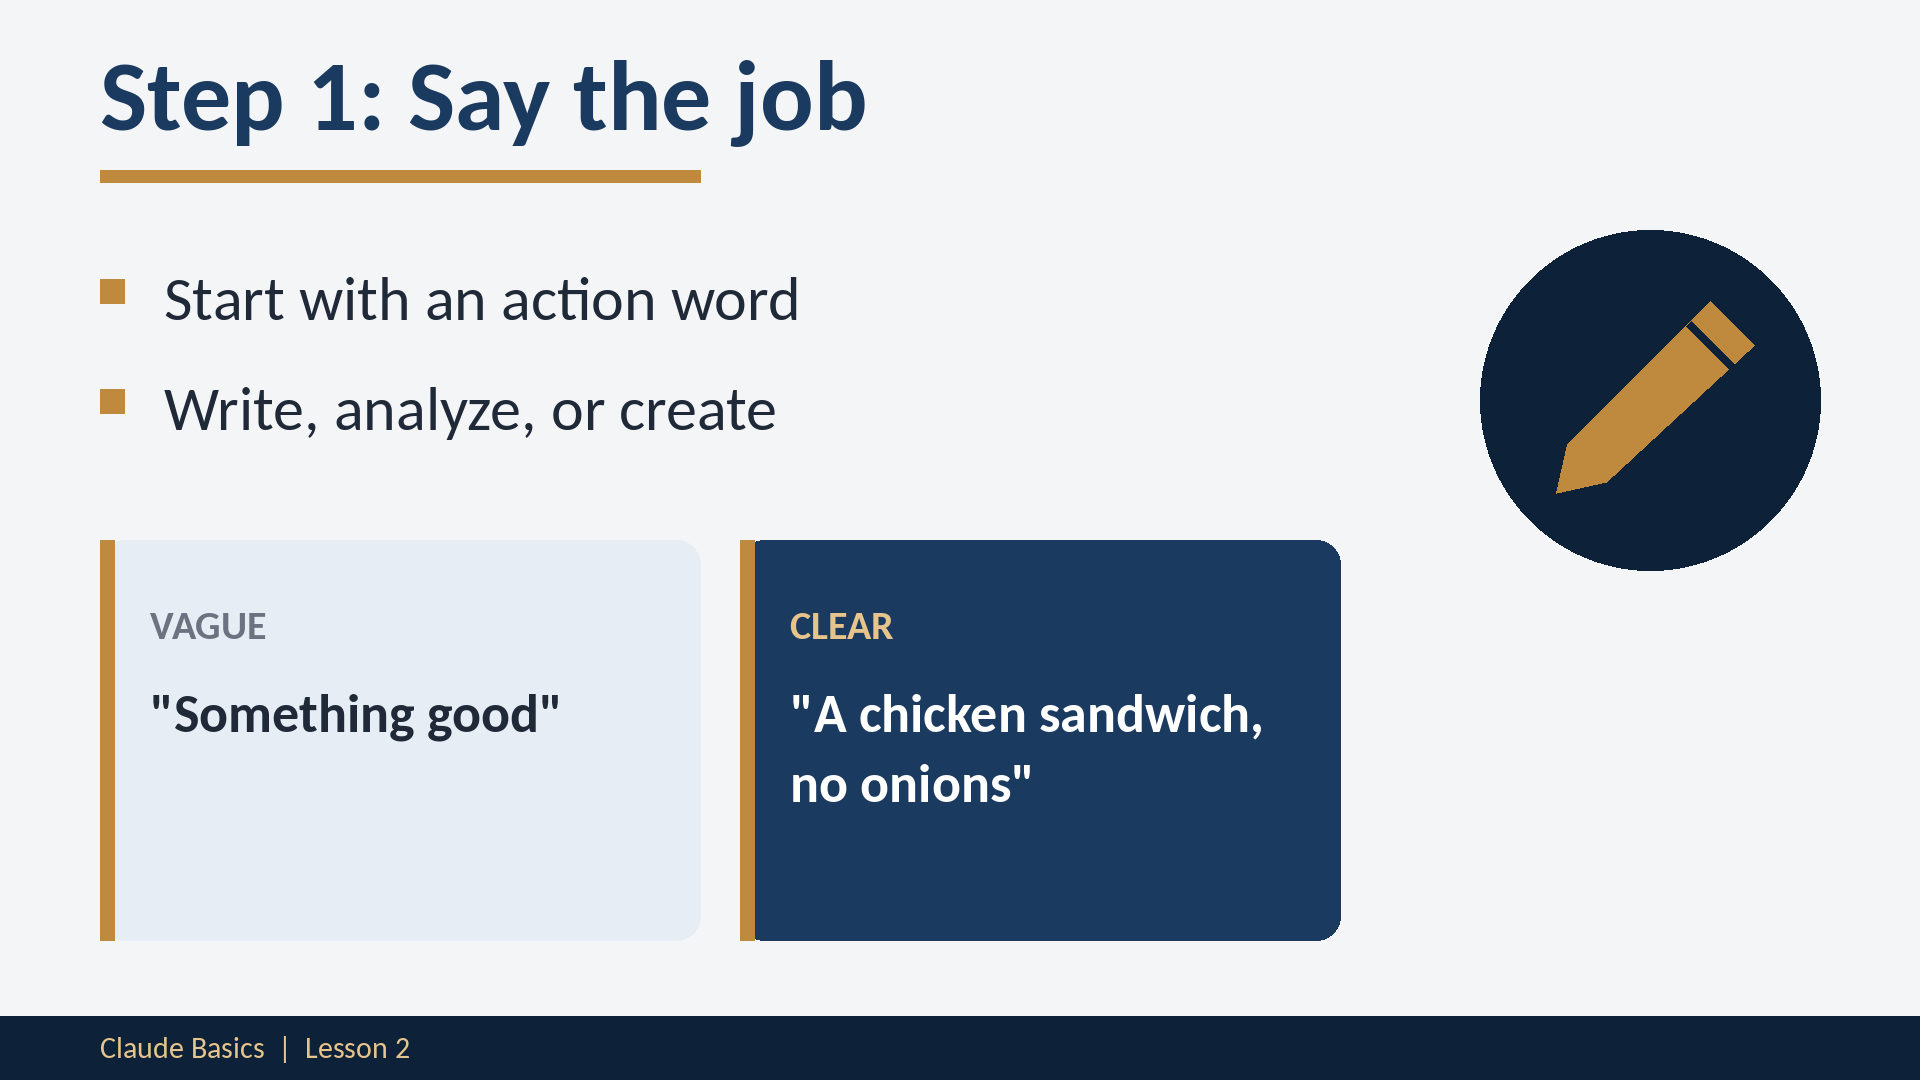 Step 1: Say the job
Start with an action word
Write, analyze, or create
VAGUE
"Something good"
CLEAR
"A chicken sandwich,
no onions"
Claude Basics | Lesson 2